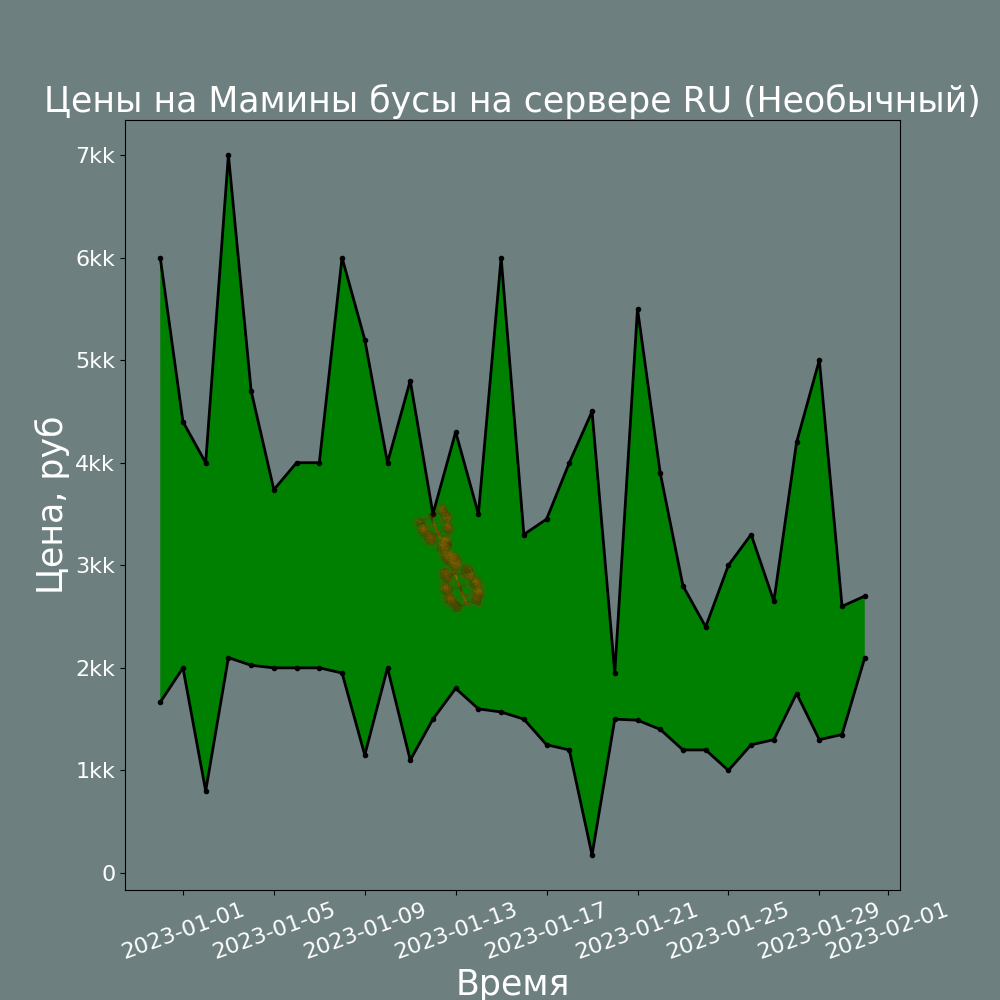 Цены на Мамины бусы на сервере RU (Необычный)
7kk
6kk
5kk
4kk
3kk
2kk
1kk
0
Цена, руб
2023-01-01
2023-01-05
2023-01-09
2023-01-13
2023-01-17
2023-01-21
2023-01-25
2023-01-29
2023-02-01
Время